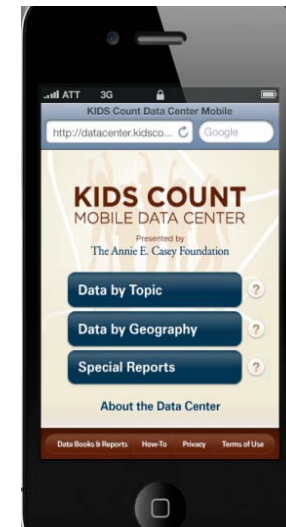 ATT 3G
KIDS Count Data Center Mobile
http://datacenter.kidsco... Google
KIDS COUNT
MOBILE DATA CENTER
Presented by
The Annie E. Casey Foundation
Data by Topic ?
Data by Geography ?
Special Reports ?
About the Data Center
Data Books & Reports How-To Privacy Terms of Use